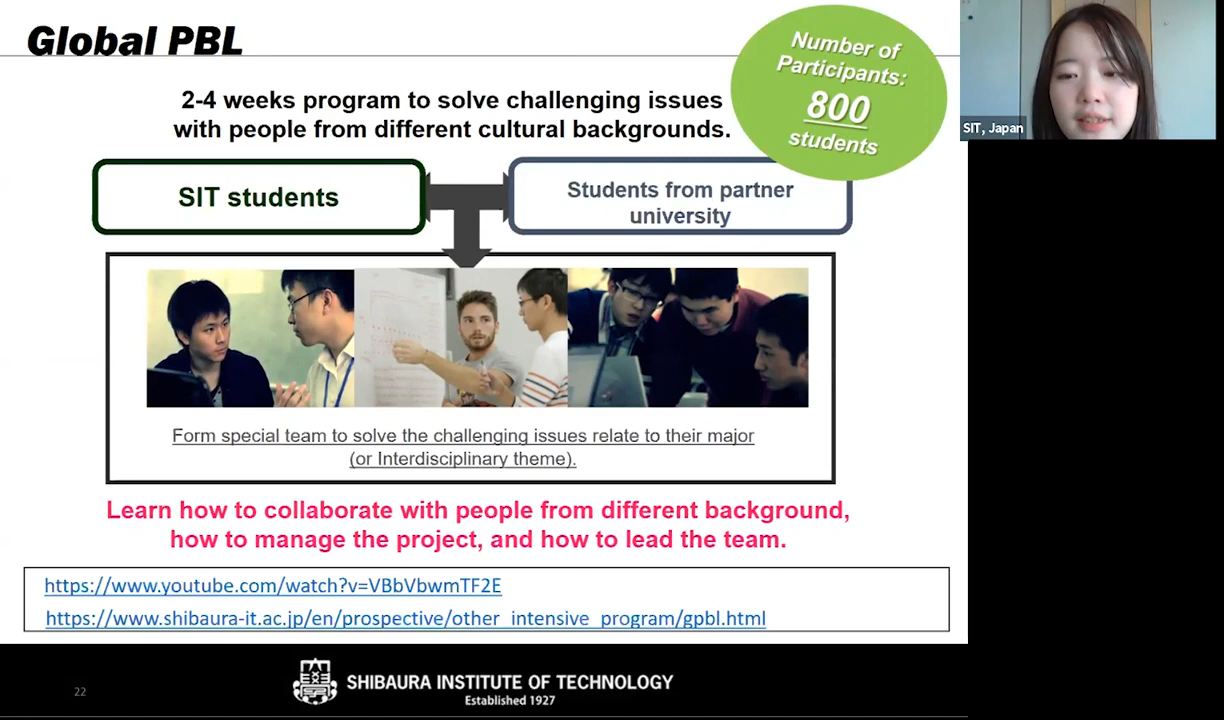 Global PBL
Number of
Participants:
800
students
2-4 weeks program to solve challenging issues
with people from different cultural backgrounds.
SIT students
Students from partner
university
Form special team to solve the challenging issues relate to their major
(or Interdisciplinary theme).
Learn how to collaborate with people from different background,
how to manage the project, and how to lead the team.
https://www.youtube.com/watch?v=VBbVbwmTF2E
https://www.shibaura-it.ac.jp/en/prospective/other_intensive_program/gpbl.html
22
SHIBAURA INSTITUTE OF TECHNOLOGY
Established 1927
SIT, Japan